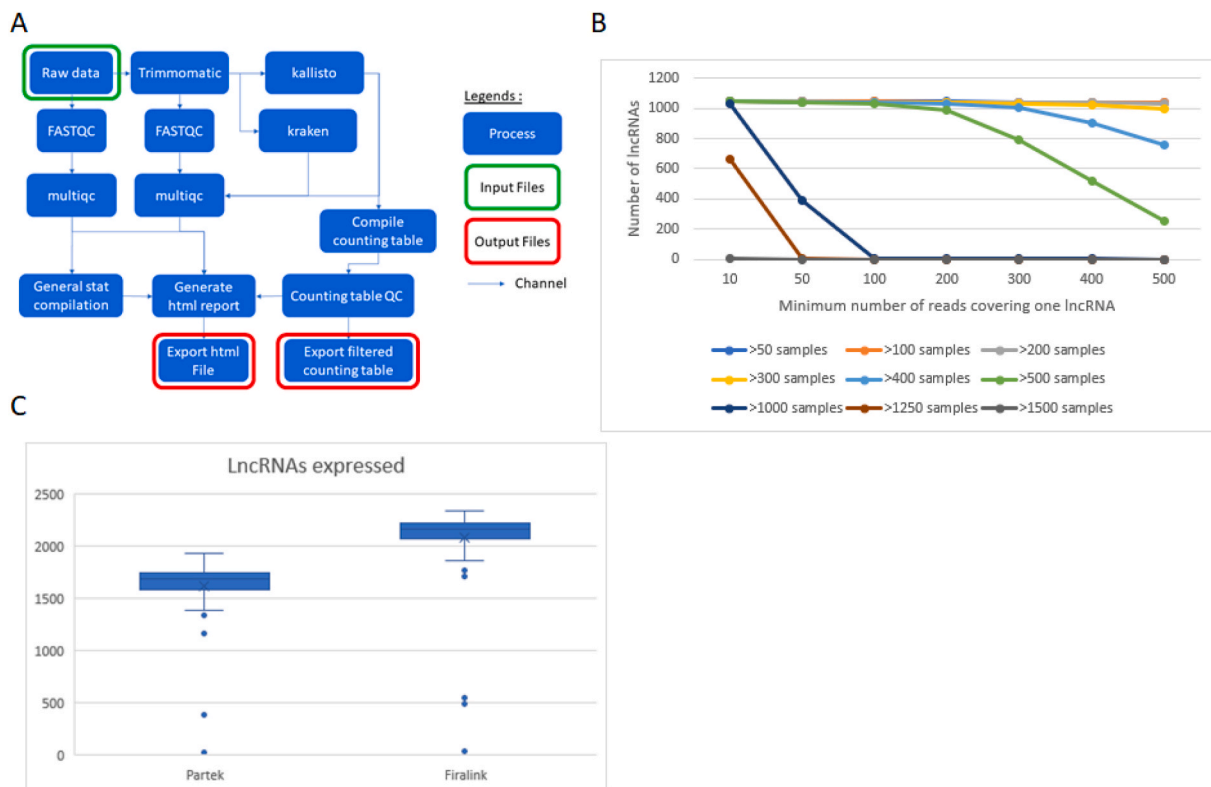 A
Raw data
Trimmomatic
kallisto
FASTQC
FASTQC
kraken
multiqc
multiqc
Compile
counting table
General stat
compilation
Generate
html report
Counting table QC
Export html
File
Export filtered
counting table
Legends :
Process
Input Files
Output Files
Channel
B
1200
1000
800
600
400
200
0
Number of lncRNAs
10
50
100
200
300
400
500
Minimum number of reads covering one lncRNA
>50 samples
>100 samples
>200 samples
>300 samples
>400 samples
>500 samples
>1000 samples
>1250 samples
>1500 samples
C
LncRNAs expressed
2500
2000
1500
1000
500
0
Partek
Firalink